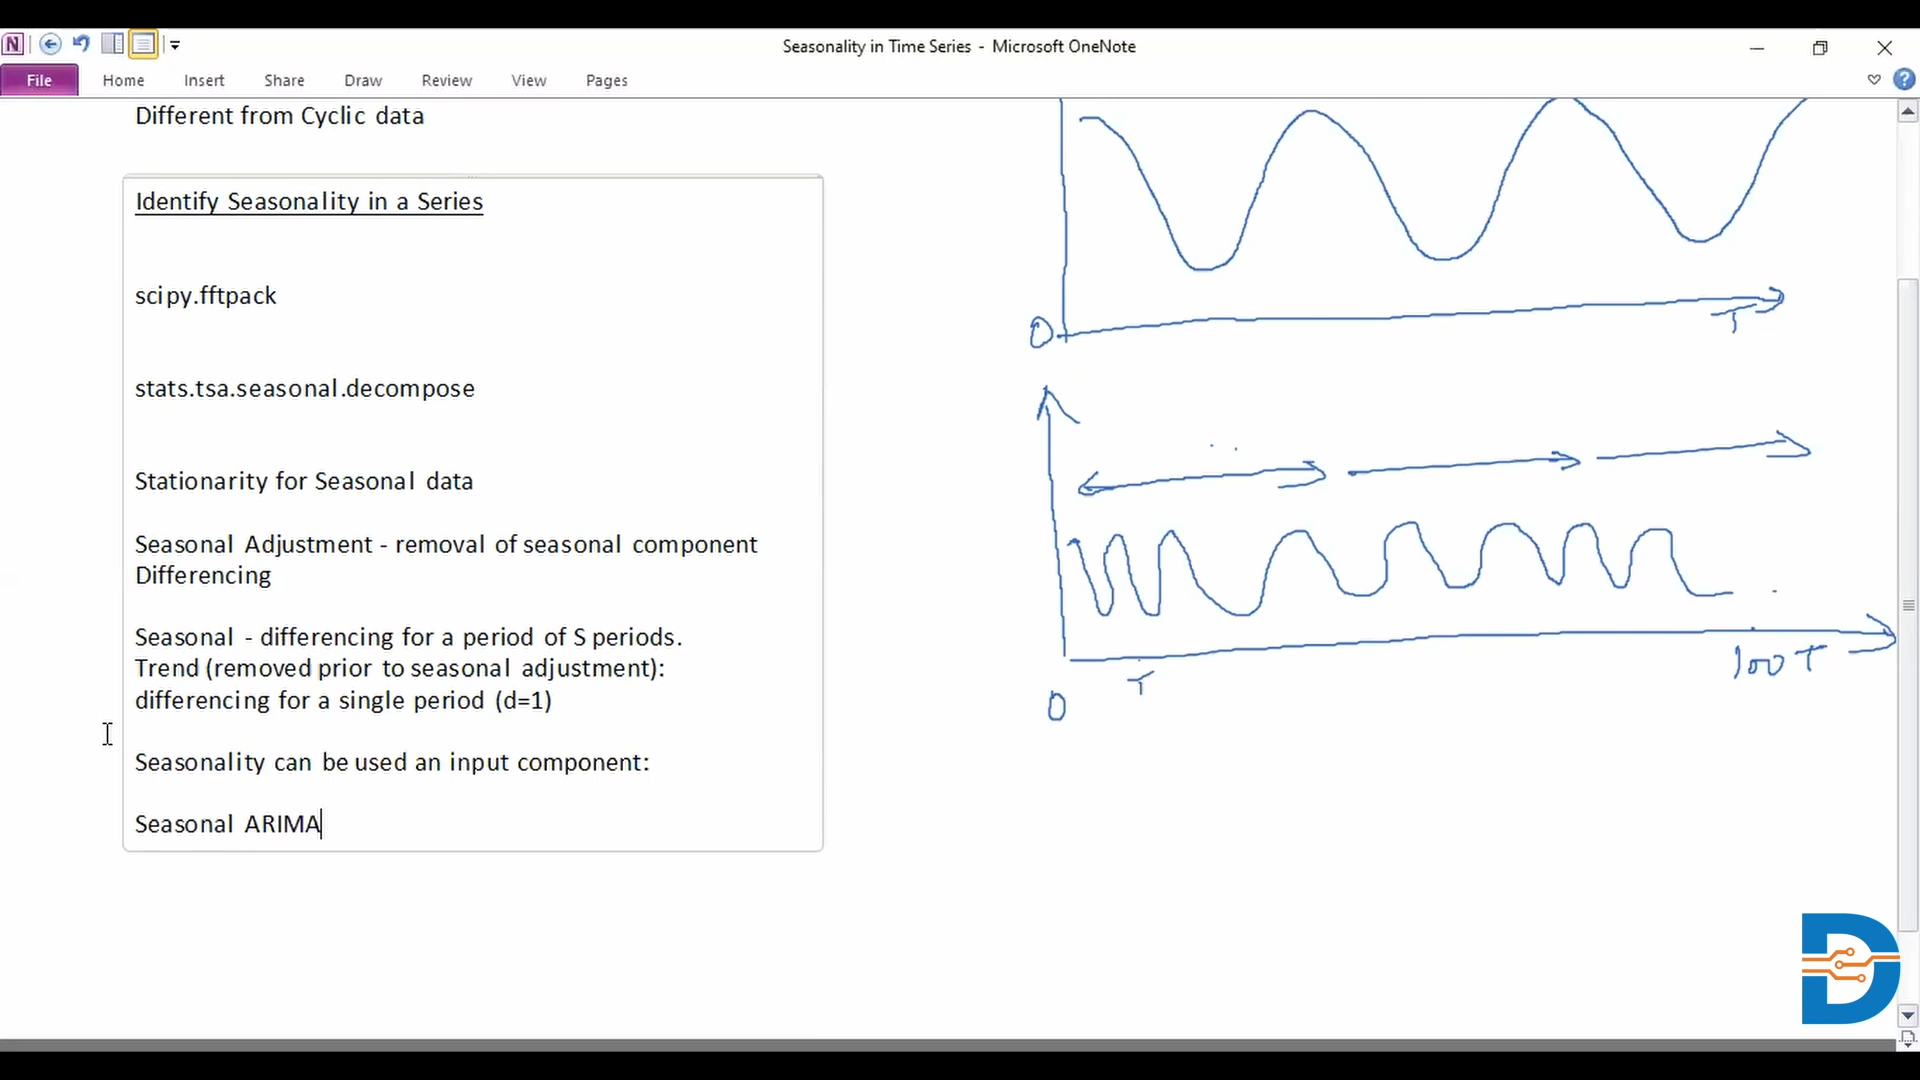 Seasonality in Time Series - Microsoft OneNote
File Home Insert Share Draw Review View Pages
Different from Cyclic data
Identify Seasonality in a Series
scipy.fftpack
stats.tsa.seasonal.decompose
Stationarity for Seasonal data
Seasonal Adjustment - removal of seasonal component
Differencing
Seasonal - differencing for a period of S periods.
Trend (removed prior to seasonal adjustment):
differencing for a single period (d=1)
Seasonality can be used an input component:
Seasonal ARIMA
0
T
T
100 T
0